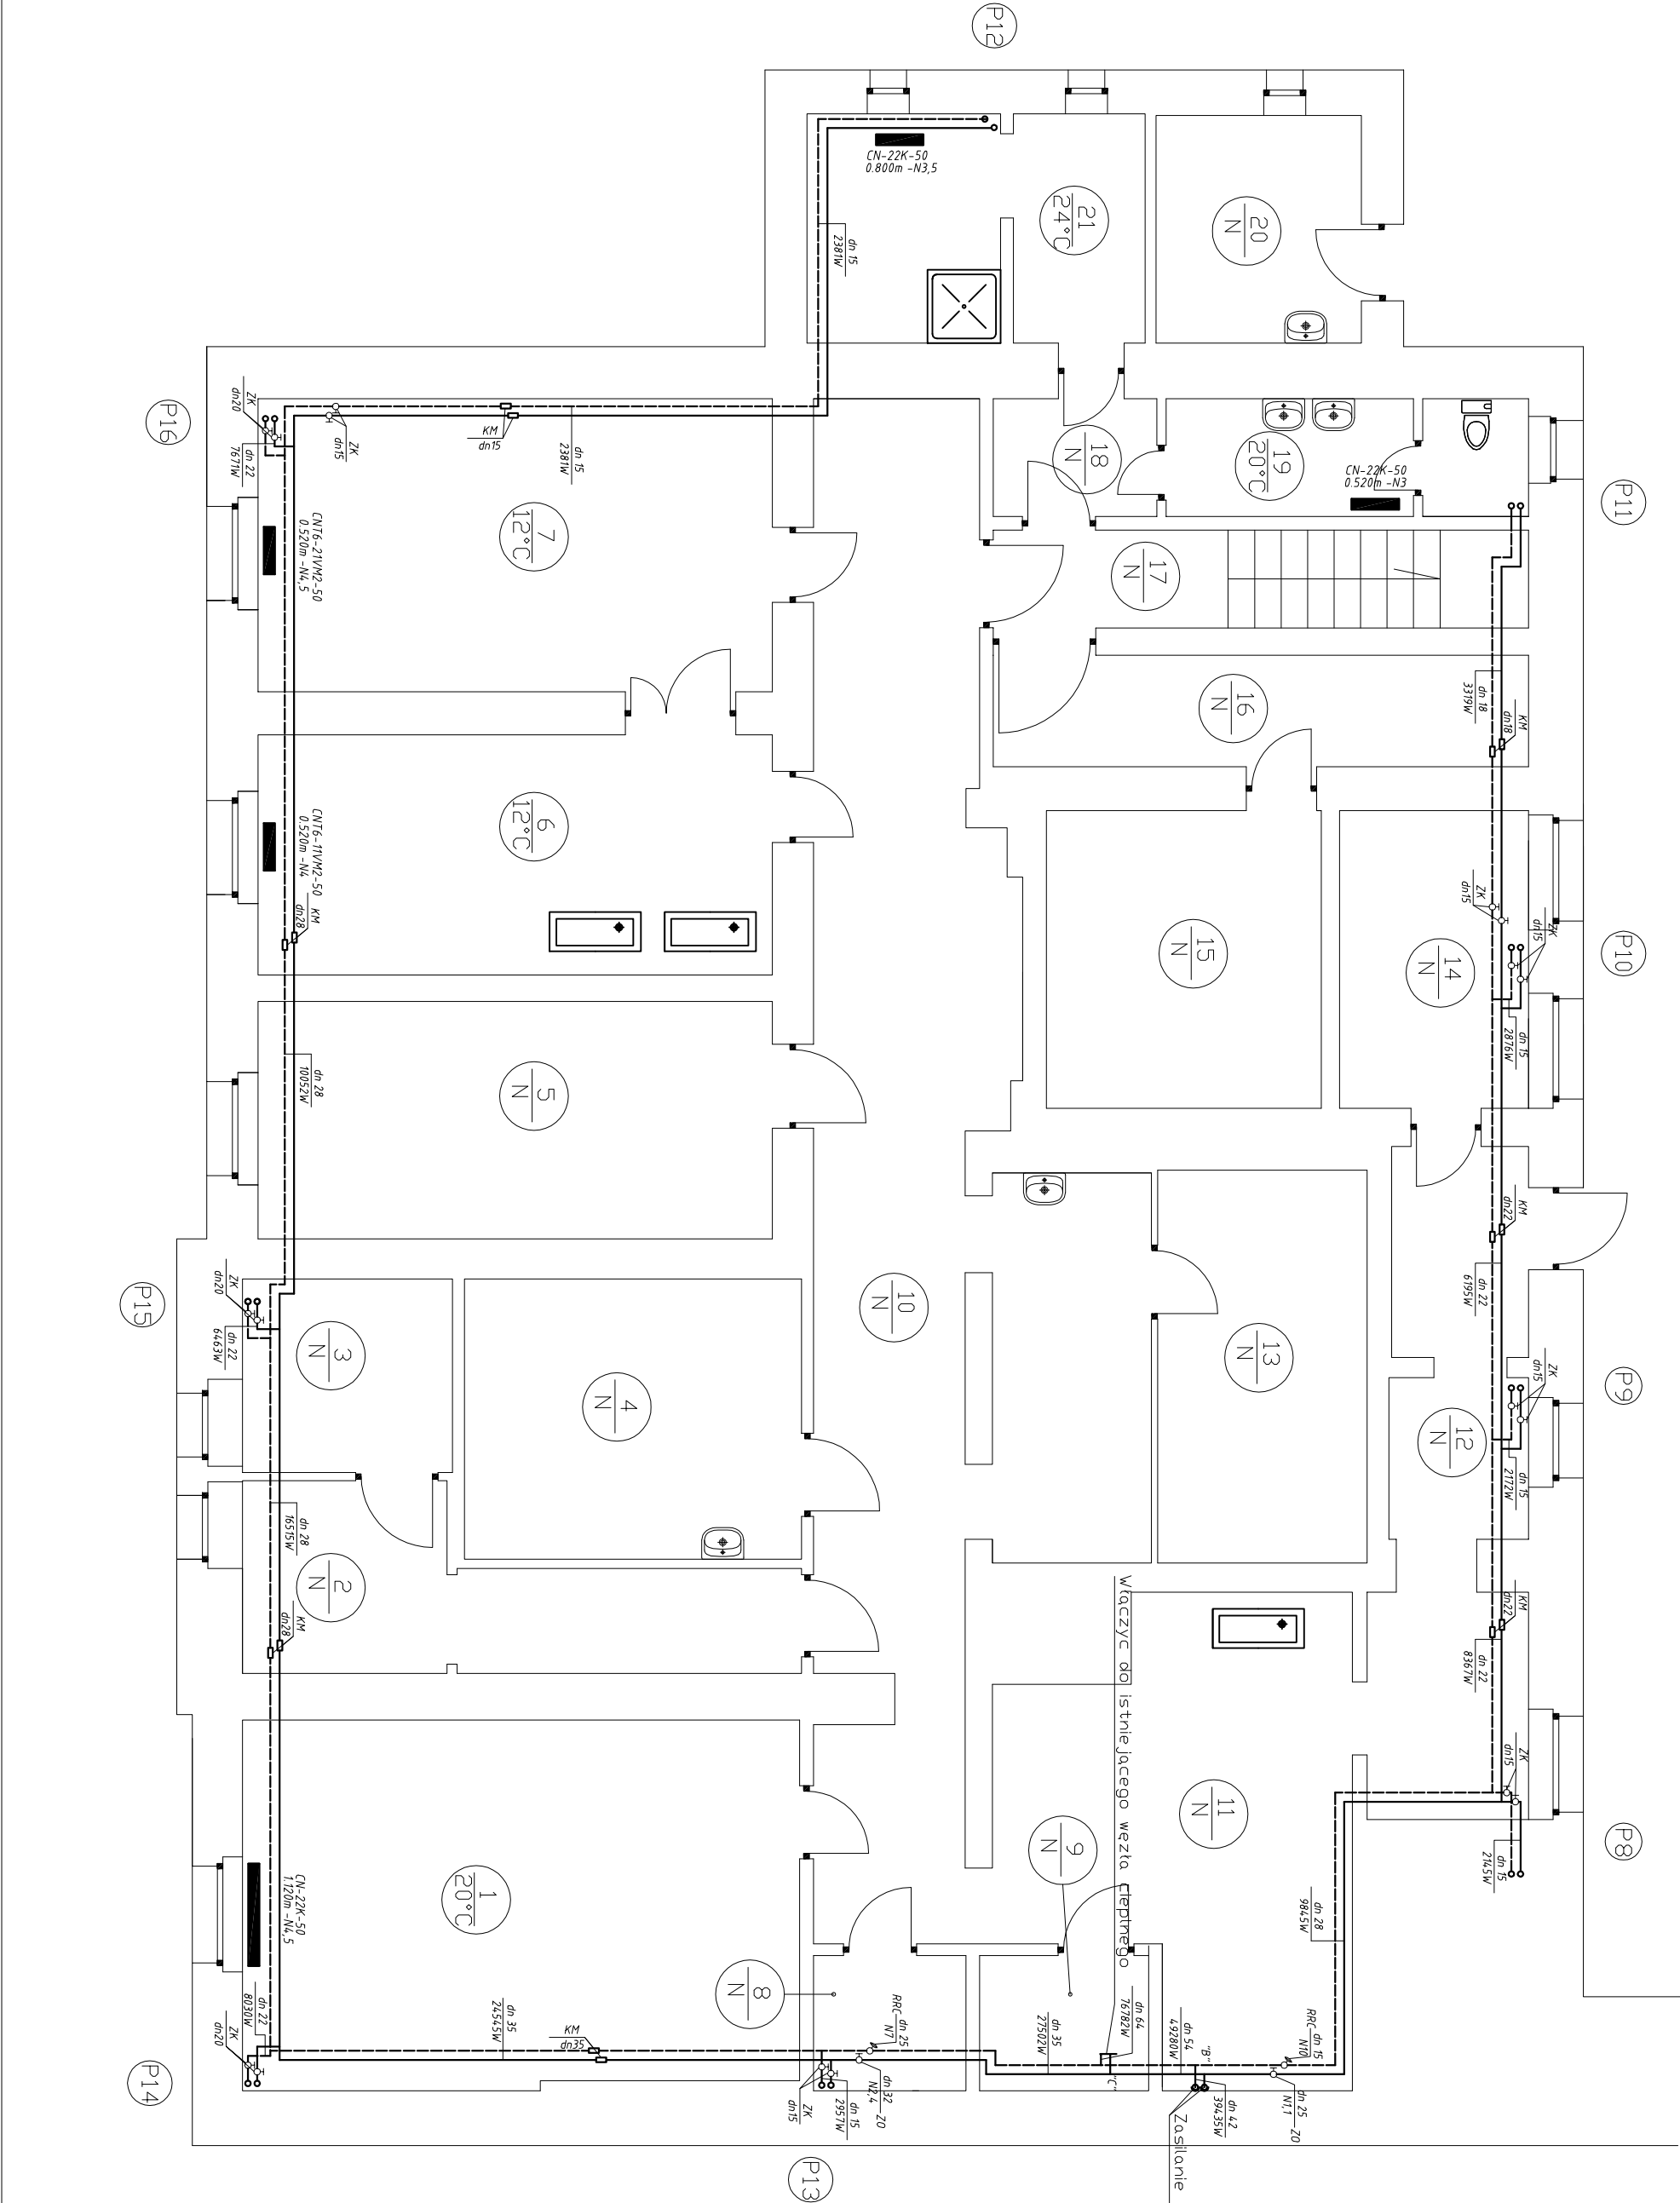 P12
P11
P10
P9
P8
P16
P15
P14
P13
CN-22K-50
0.800m -N3,5
21
24°C
20
N
dn 15
2381W
18
N
19
20°C
CN-22K-50
0.520m -N3
17
N
16
N
dn 18
3319W
KM
dn18
ZK
dn20
dn 22
7671W
ZK
dn15
KM
dn15
dn 15
2381W
7
12°C
CNT6-21VM2-50
0.520m -N4,5
6
12°C
CNT6-11VM2-50
0.520m -N4
KM
dn28
dn 28
10052W
5
N
15
N
14
N
ZK
dn15
ZK
dn15
dn 15
2876W
KM
dn22
dn 22
6195W
10
N
13
N
12
N
ZK
dn15
dn 15
2172W
KM
dn22
dn 22
8367W
ZK
dn15
dn 15
2145W
ZK
dn20
dn 22
6463W
3
N
4
N
2
N
dn 28
16515W
KM
dn28
Włączyc do istniejącego węzła cieplnego
11
N
9
N
8
N
1
20°C
CN-22K-50
1.120m -N4,5
dn 28
9845W
dn 22
8030W
ZK
dn20
dn 35
24545W
KM
dn35
RRC-dn 25
N7
dn 32
N2,4
ZO
dn 15
2957W
ZK
dn15
dn 35
27502W
dn 64
76782W
"C"
dn 54
49280W
"B"
RRC-dn 15
N10
dn 25
N1,1
ZO
dn 42
39435W
Zasilanie